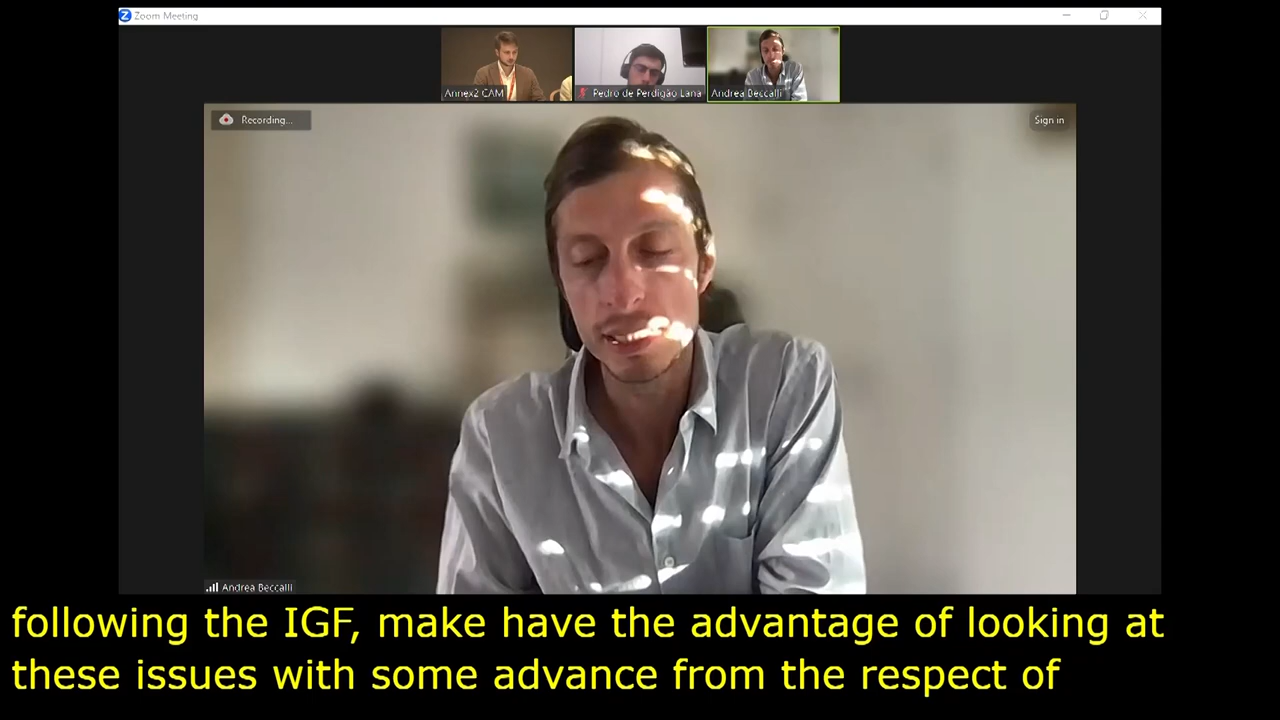 Zoom Meeting
Annex2 CAM
Pedro de Perdigão Lana
Andrea Beccalli
Recording...
Sign in
Andrea Beccalli
following the IGF, make have the advantage of looking at
these issues with some advance from the respect of